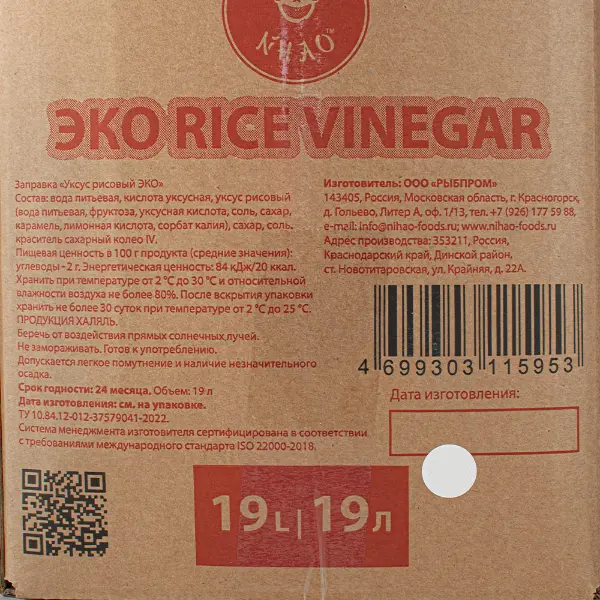 NIHAO™
ЭКО RICE VINEGAR
Заправка «Уксус рисовый ЭКО»
Состав: вода питьевая, кислота уксусная, уксус рисовый
(вода питьевая, фруктоза, уксусная кислота, соль, сахар,
карамель, лимонная кислота, сорбат калия), сахар, соль.
краситель сахарный колео IV.
Пищевая ценность в 100 г продукта (средние значения):
углеводы - 2 г. Энергетическая ценность: 84 кДж/20 ккал.
Хранить при температуре от 2 °C до 30 °C и относительной
влажности воздуха не более 80%. После вскрытия упаковки
хранить не более 30 суток при температуре от 2 °C до 25 °C.
ПРОДУКЦИЯ ХАЛЯЛЬ.
Беречь от воздействия прямых солнечных лучей.
Не замораживать. Готов к употреблению.
Допускается легкое помутнение и наличие незначительного
осадка.
Срок годности: 24 месяца. Объем: 19 л
Дата изготовления: см. на упаковке.
ТУ 10.84.12-012-37579041-2022.
Система менеджмента изготовителя сертифицирована в соответствии
с требованиями международного стандарта ISO 22000-2018.
Изготовитель: ООО «РЫБПРОМ»
143405, Россия, Московская область, г. Красногорск,
д. Гольево, Литер А, оф. 1/13, тел. +7 (926) 177 59 88,
e-mail: info@nihao-foods.ru, www.nihao-foods.ru
Адрес производства: 353211, Россия,
Краснодарский край, Динской район,
ст. Новотитаровская, ул. Крайняя, д. 22А.
4 699303 115953
Дата изготовления:
19 L | 19 Л